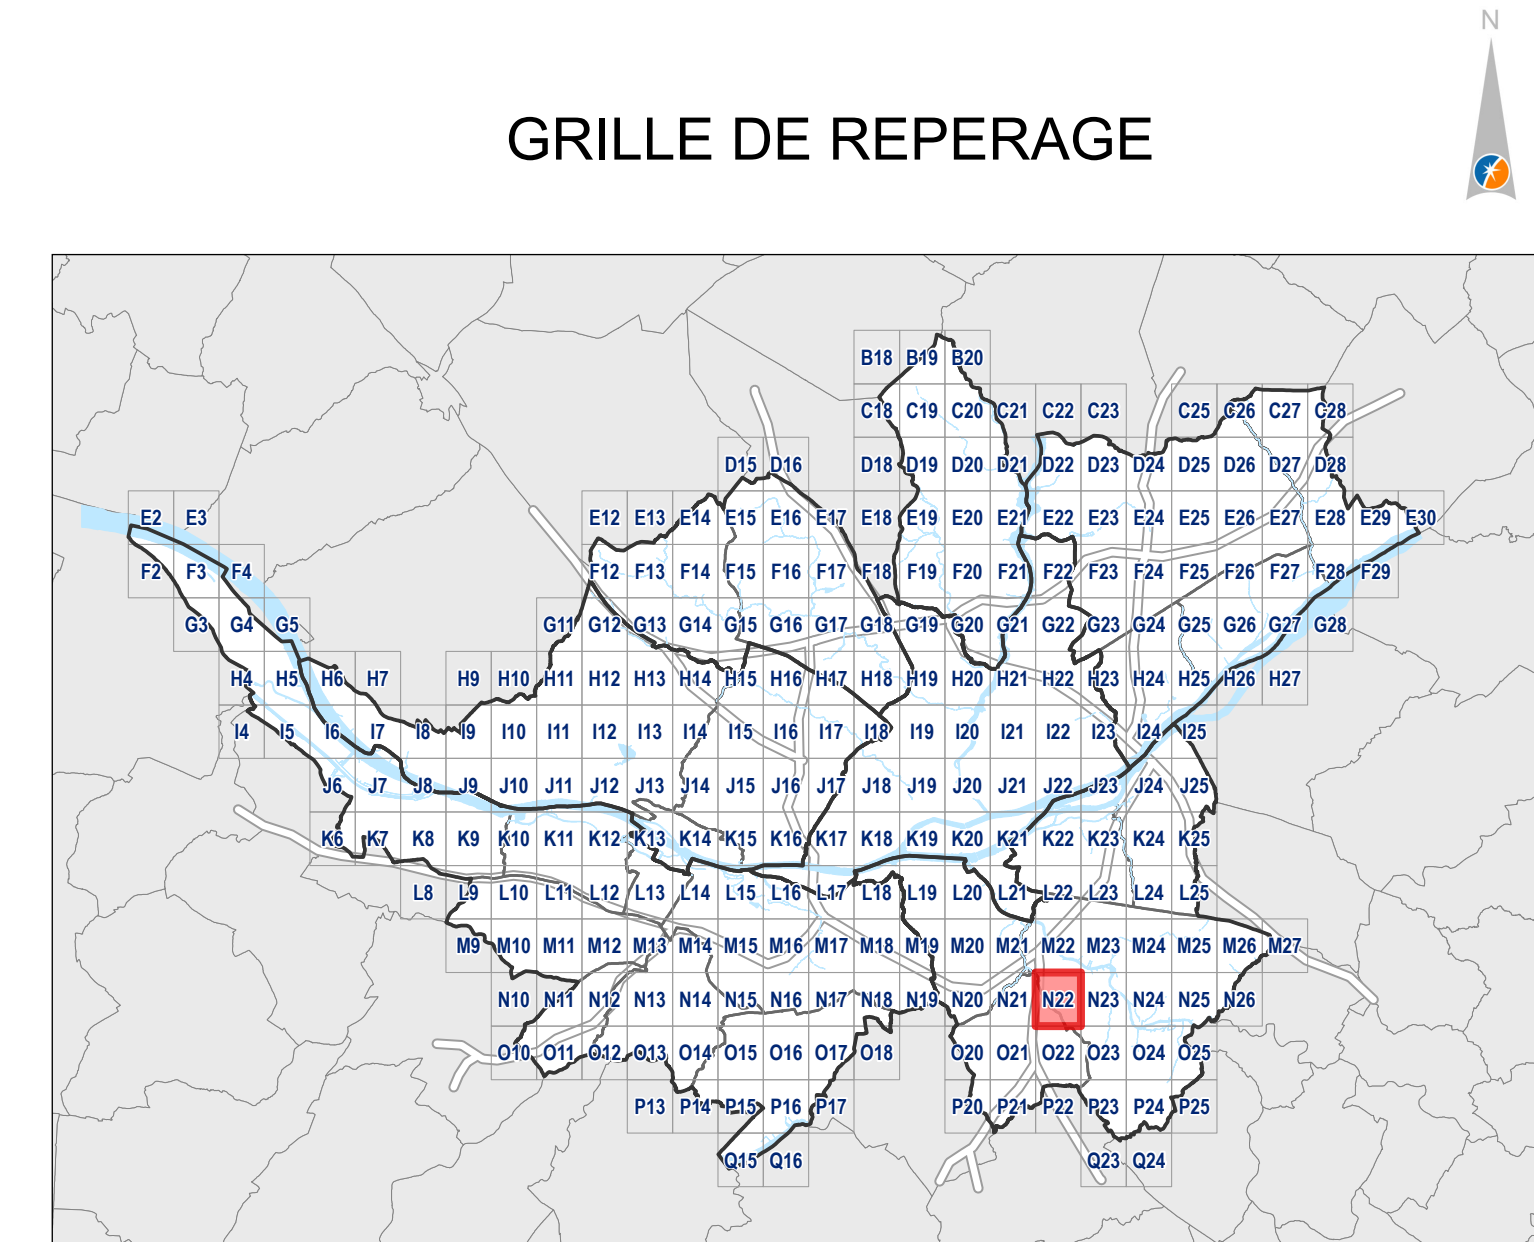 N
GRILLE DE REPERAGE
B18 B19 B20
C18 C19 C20 C21 C22 C23 C25 C26 C27 C28
D15 D16 D18 D19 D20 D21 D22 D23 D24 D25 D26 D27 D28
E2 E3 E12 E13 E14 E15 E16 E17 E18 E19 E20 E21 E22 E23 E24 E25 E26 E27 E28 E29 E30
F2 F3 F4 F12 F13 F14 F15 F16 F17 F18 F19 F20 F21 F22 F23 F24 F25 F26 F27 F28 F29
G3 G4 G5 G11 G12 G13 G14 G15 G16 G17 G18 G19 G20 G21 G22 G23 G24 G25 G26 G27 G28
H4 H5 H6 H7 H9 H10 H11 H12 H13 H14 H15 H16 H17 H18 H19 H20 H21 H22 H23 H24 H25 H26 H27
I4 I5 I6 I7 I8 I9 I10 I11 I12 I13 I14 I15 I16 I17 I18 I19 I20 I21 I22 I23 I24 I25
J6 J7 J8 J9 J10 J11 J12 J13 J14 J15 J16 J17 J18 J19 J20 J21 J22 J23 J24 J25
K6 K7 K8 K9 K10 K11 K12 K13 K14 K15 K16 K17 K18 K19 K20 K21 K22 K23 K24 K25
L8 L9 L10 L11 L12 L13 L14 L15 L16 L17 L18 L19 L20 L21 L22 L23 L24 L25
M9 M10 M11 M12 M13 M14 M15 M16 M17 M18 M19 M20 M21 M22 M23 M24 M25 M26 M27
N10 N11 N12 N13 N14 N15 N16 N17 N18 N19 N20 N21 N22 N23 N24 N25 N26
O10 O11 O12 O13 O14 O15 O16 O17 O18 O20 O21 O22 O23 O24 O25
P13 P14 P15 P16 P17 P20 P21 P22 P23 P24 P25
Q15 Q16 Q23 Q24